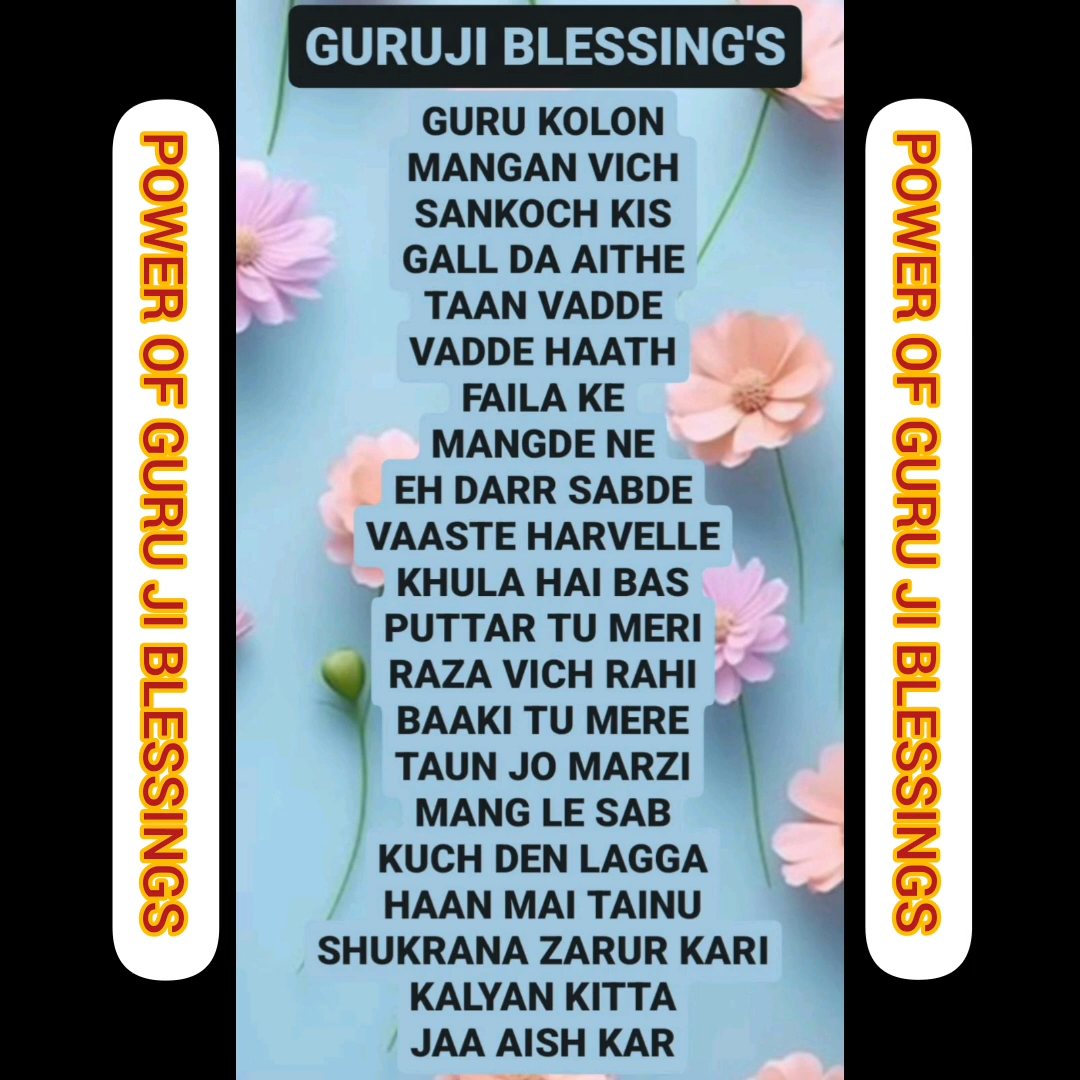 GURUJI BLESSING'S
GURU KOLON
MANGAN VICH
SANKOCH KIS
GALL DA AITHE
TAAN VADDE
VADDE HAATH
FAILA KE
MANGDE NE
EH DARR SABDE
VAASTE HARVELLE
KHULA HAI BAS
PUTTAR TU MERI
RAZA VICH RAHI
BAAKI TU MERE
TAUN JO MARZI
MANG LE SAB
KUCH DEN LAGGA
HAAN MAI TAINU
SHUKRANA ZARUR KARI
KALYAN KITTA
JAA AISH KAR
POWER OF GURU JI BLESSINGS
POWER OF GURU JI BLESSINGS